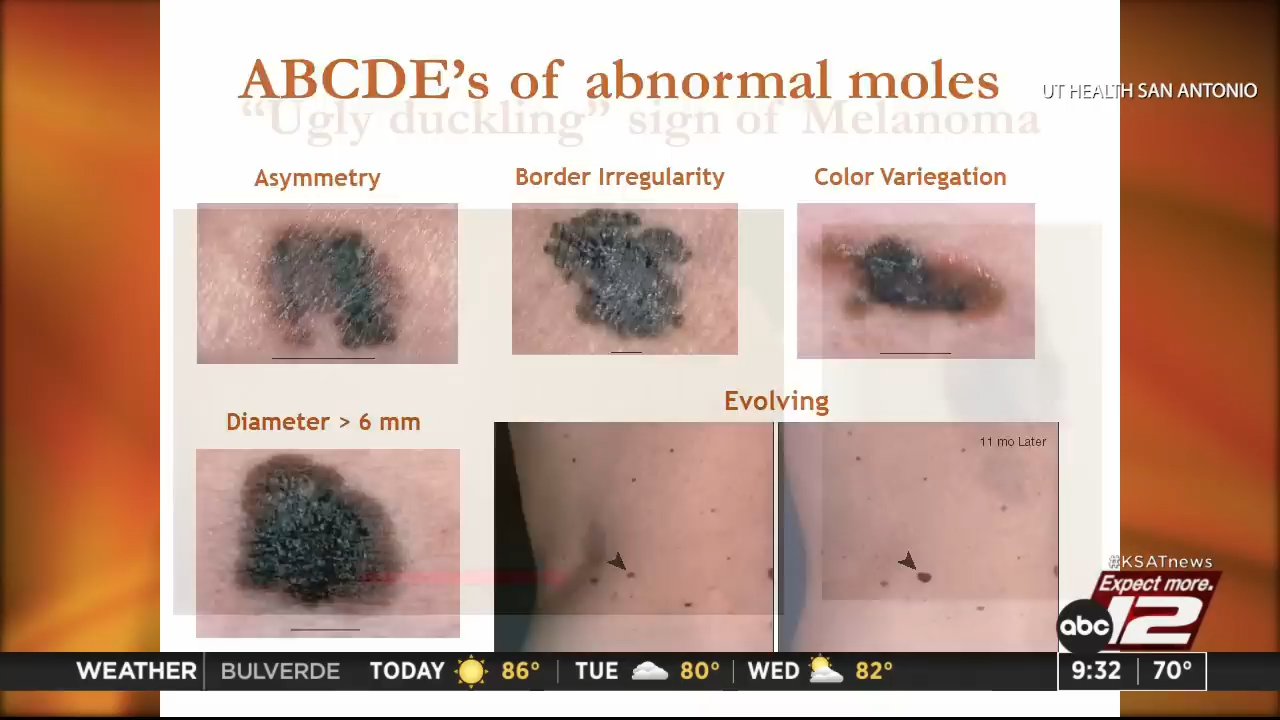 ABCDE's of abnormal moles
UT HEALTH SAN ANTONIO
"Ugly duckling" sign of Melanoma
Asymmetry
Border Irregularity
Color Variegation
Diameter > 6 mm
Evolving
11 mo Later
#KSATnews
Expect more.
abc 12
WEATHER BULVERDE TODAY 86° TUE 80° WED 82° 9:32 70°